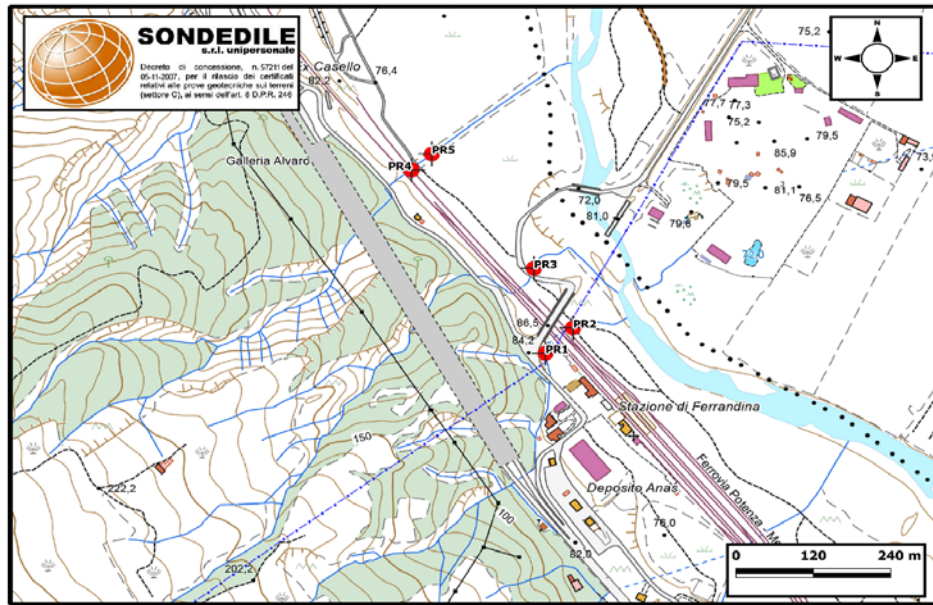 SONDEDILE
s.r.l. unipersonale
Decreto di concessione, n. 57211 del
05-11-2007, per il rilascio dei certificati
relativi alle prove geotecniche sui terreni
(settore C), ai sensi dell'art. 8 D.P.R. 246
N
W E
S
x Casello
82,2
76,4
75,2
77,7
77,3
75,2
79,5
85,9
79,5
81,1
76,5
73,9
Galleria Alvaro
PR5
PR4
72,0
81,0
79,6
72,0
PR3
86,5
PR2
84,2
PR1
Stazione di Ferrandina
150
222,2
Ferrovia Potenza - Me
Deposito Anas
100
76,0
82,0
202,2
0 120 240 m